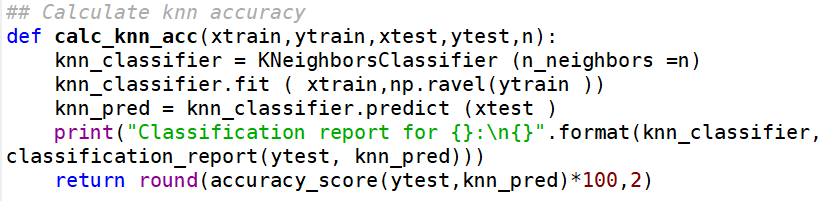 ## Calculate knn accuracy
def calc_knn_acc(xtrain,ytrain,xtest,ytest,n):
    knn_classifier = KNeighborsClassifier (n_neighbors =n)
    knn_classifier.fit ( xtrain,np.ravel(ytrain ))
    knn_pred = knn_classifier.predict (xtest )
    print("Classification report for {}:\n{}".format(knn_classifier,
classification_report(ytest, knn_pred)))
    return round(accuracy_score(ytest,knn_pred)*100,2)